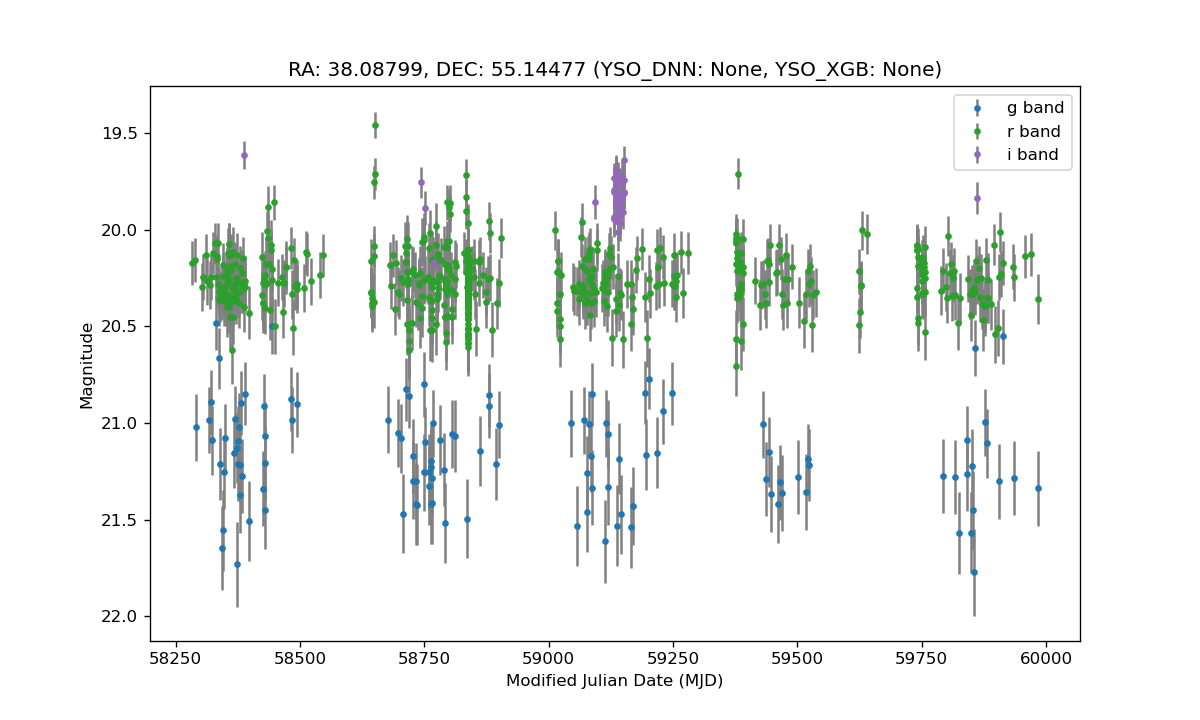 RA: 38.08799, DEC: 55.14477 (YSO_DNN: None, YSO_XGB: None)
g band
r band
i band
19.5
20.0
20.5
21.0
21.5
22.0
Magnitude
58250 58500 58750 59000 59250 59500 59750 60000
Modified Julian Date (MJD)